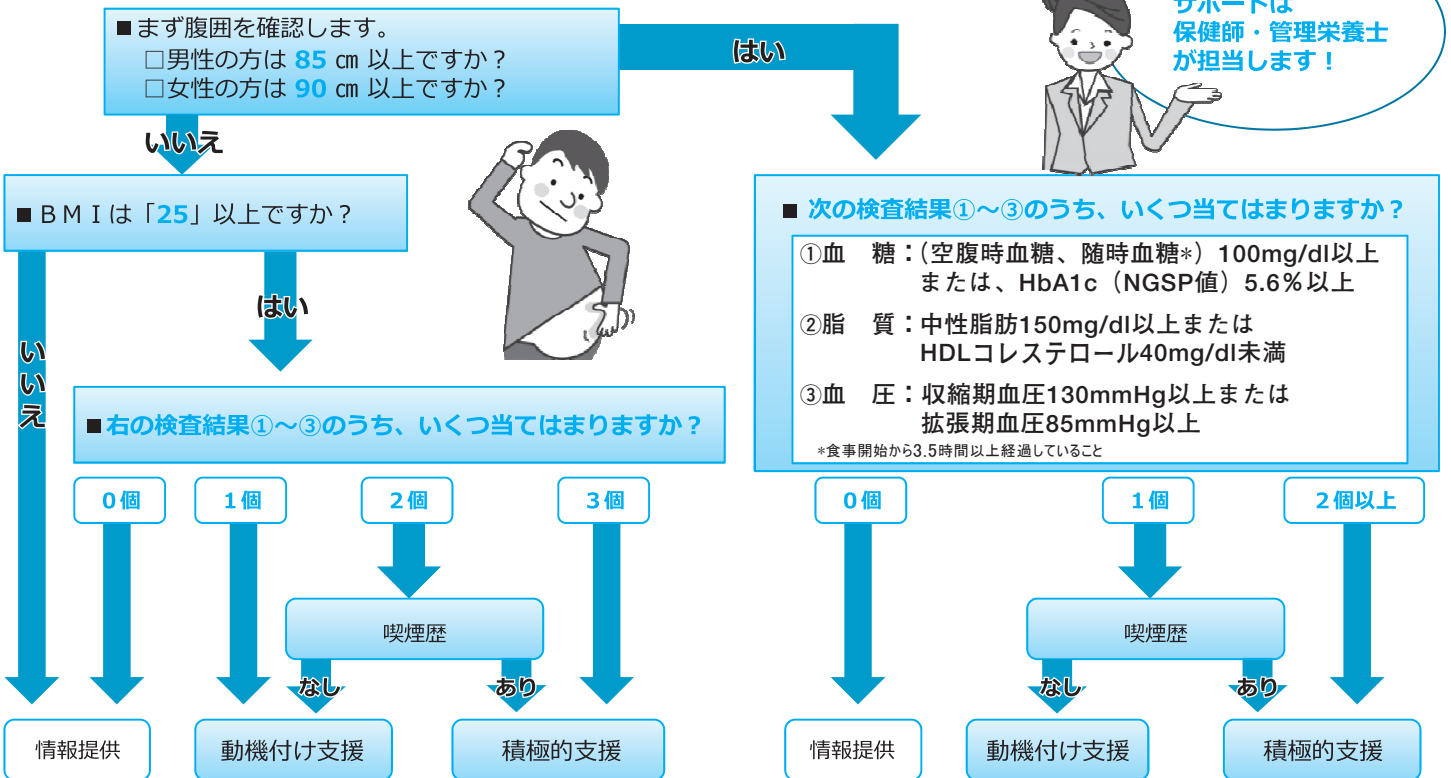 ■まず腹囲を確認します。
□男性の方は 85 ㎝ 以上ですか？
□女性の方は 90 ㎝ 以上ですか？
はい
サポートは
保健師・管理栄養士
が担当します！
いいえ
■ＢＭＩは「25」以上ですか？
はい
いいえ
■右の検査結果①～③のうち、いくつ当てはまりますか？
0個
1個
2個
3個
喫煙歴
なし
あり
情報提供
動機付け支援
積極的支援
■ 次の検査結果①～③のうち、いくつ当てはまりますか？
①血　糖：（空腹時血糖、随時血糖*）100mg/dl以上
または、HbA1c（NGSP値）5.6％以上
②脂　質：中性脂肪150mg/dl以上または
HDLコレステロール40mg/dl未満
③血　圧：収縮期血圧130mmHg以上または
拡張期血圧85mmHg以上
*食事開始から3.5時間以上経過していること
0個
1個
2個以上
喫煙歴
なし
あり
情報提供
動機付け支援
積極的支援